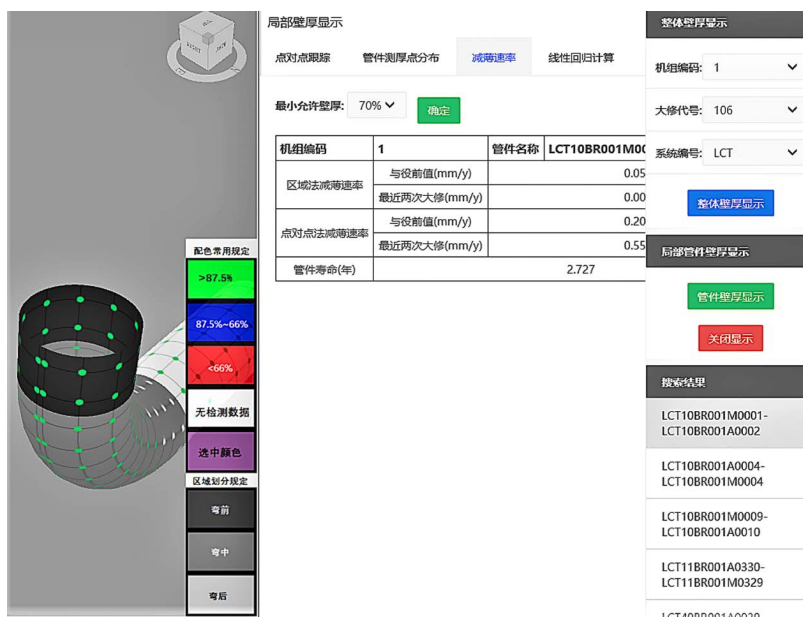 局部壁厚显示
点对点跟踪 管件测厚点分布 减薄速率 线性回归计算
最小允许壁厚: 70% 确定
机组编码 1 管件名称 LCT10BR001M00
区域法减薄速率 与役前值(mm/y) 0.05
最近两次大修(mm/y) 0.00
点对点法减薄速率 与役前值(mm/y) 0.20
最近两次大修(mm/y) 0.55
管件寿命(年) 2.727
配色常用规定
>87.5%
87.5%~66%
<66%
无检测数据
选中颜色
区域划分规定
弯前
弯中
弯后
整体壁厚显示
机组编码: 1
大修代号: 106
系统编号: LCT
整体壁厚显示
局部管件壁厚显示
管件壁厚显示
关闭显示
搜索结果
LCT10BR001M0001-
LCT10BR001A0002
LCT10BR001A0004-
LCT10BR001M0004
LCT10BR001M0009-
LCT10BR001A0010
LCT11BR001A0330-
LCT11BR001M0329